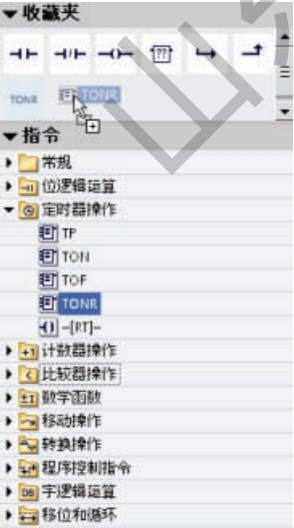 收藏夹
??
TONR TONR
指令
常规
位逻辑运算
定时器操作
TP
TON
TOF
TONR
-[RT]-
+1 计数器操作
比较器操作
±1 数学函数
移动操作
转换操作
程序控制指令
DB 字逻辑运算
移位和循环